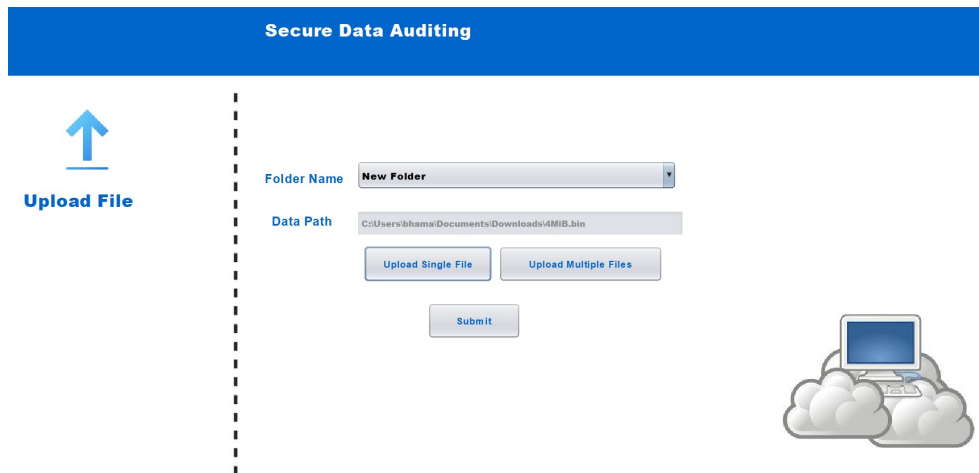 Secure Data Auditing
Upload File
Folder Name New Folder
Data Path C:\Users\bhama\Documents\Downloads\4MiB.bin
Upload Single File Upload Multiple Files
Submit